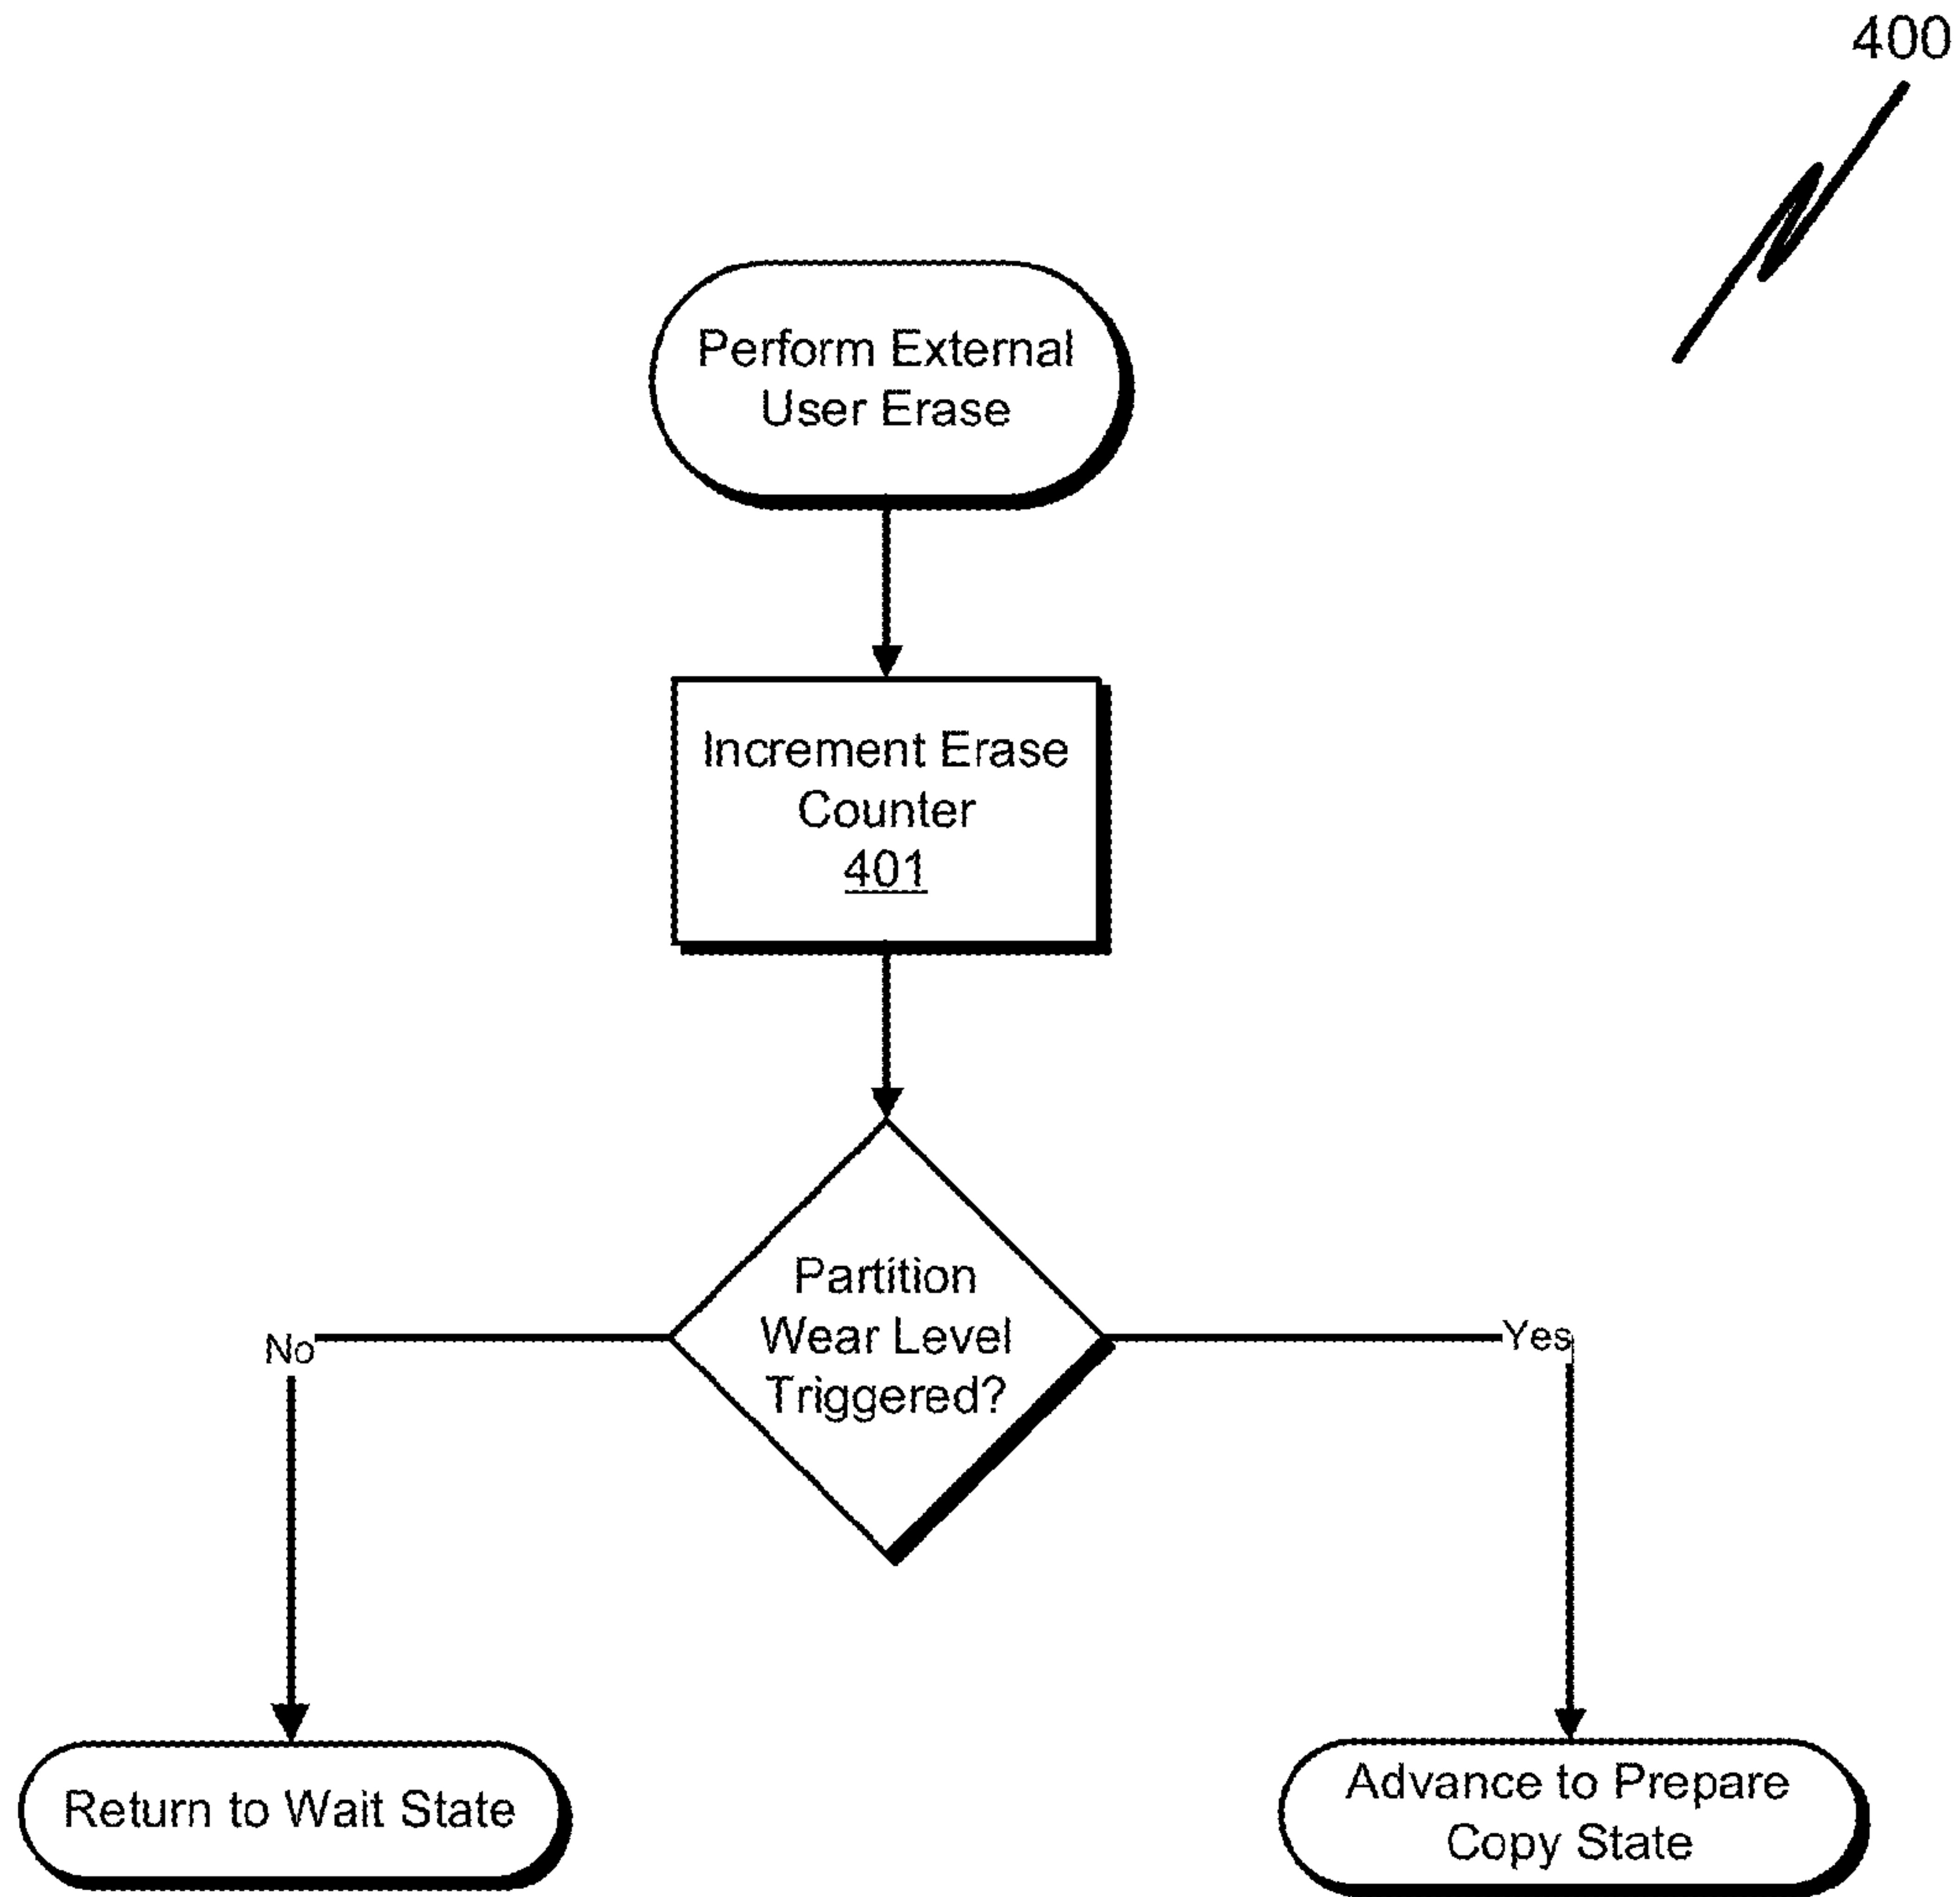 400
Perform External
User Erase
Increment Erase
Counter
401
Partition
Wear Level
Triggered?
No
Yes
Return to Wait State
Advance to Prepare
Copy State